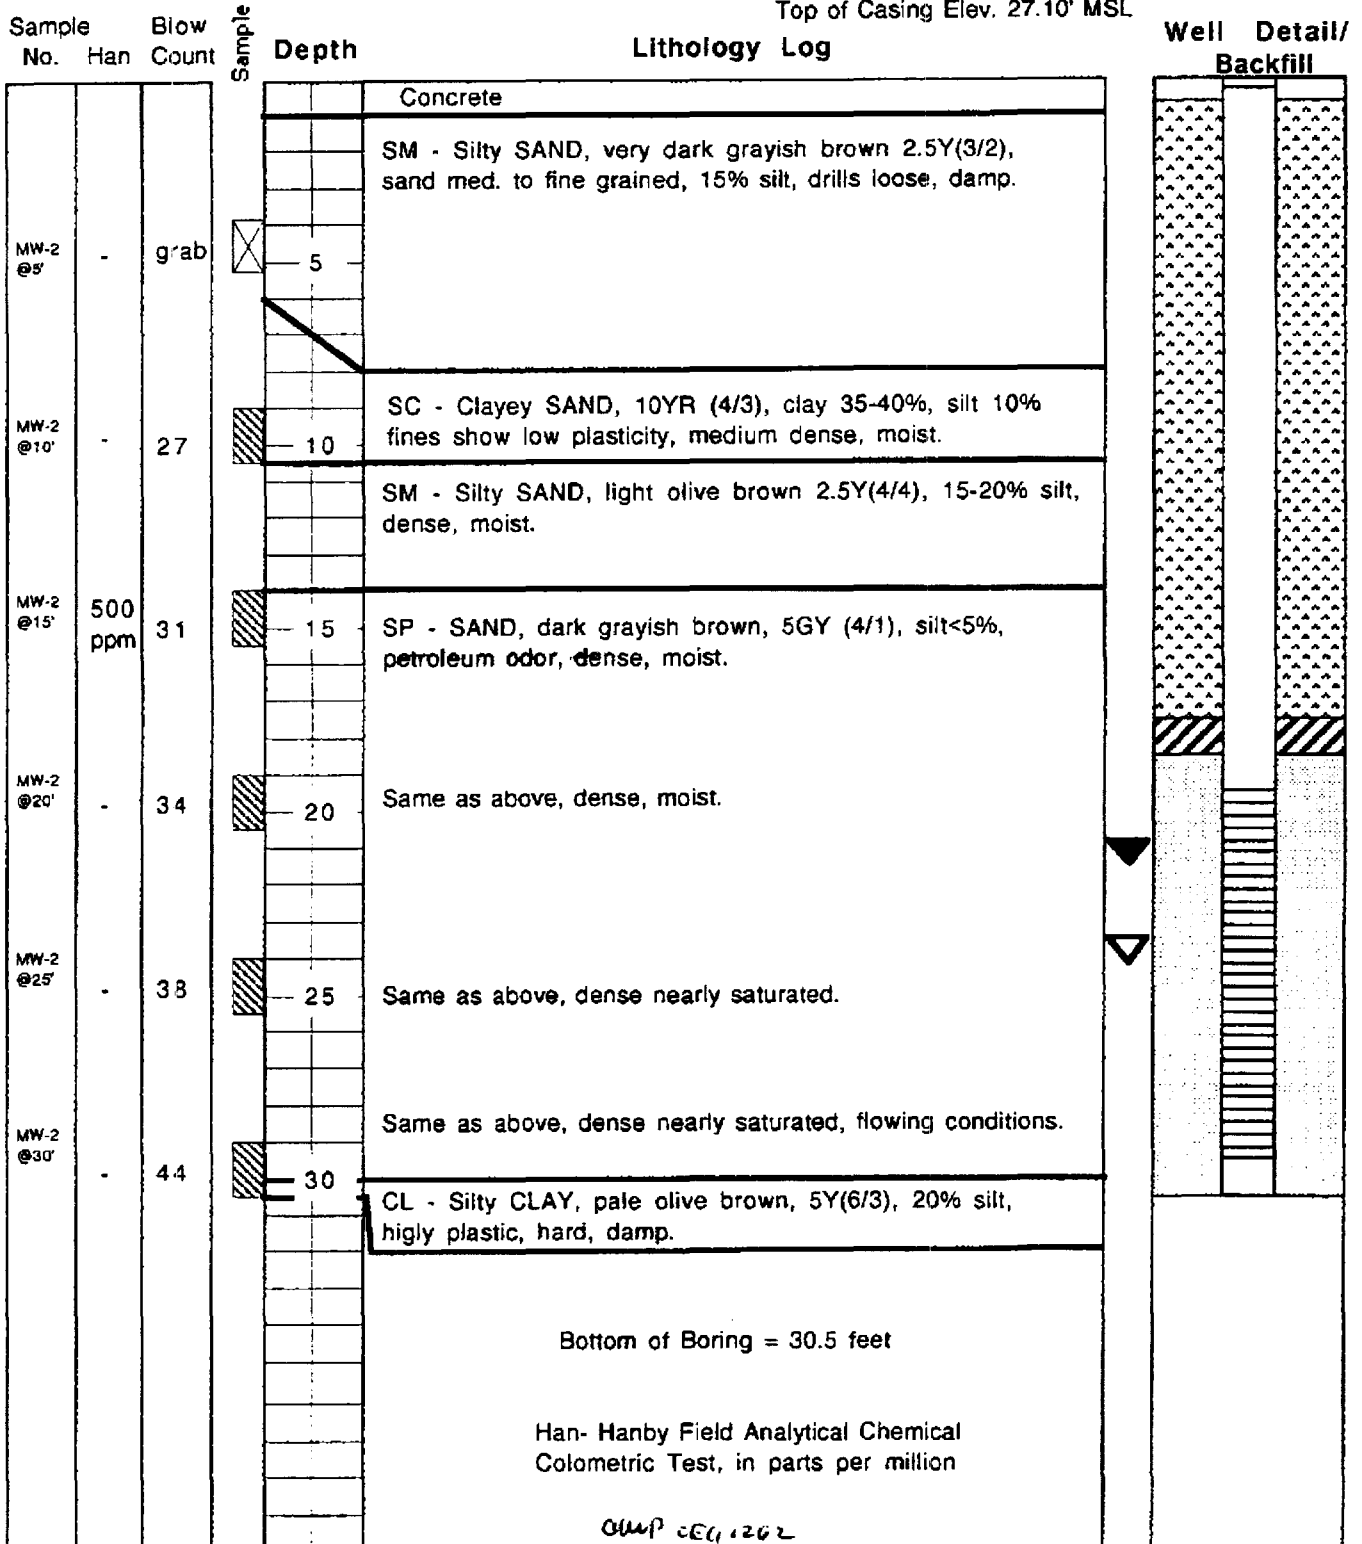 Top of Casing Elev. 27.10' MSL
Sample No.
Han
Blow Count
Sample
Depth
Lithology Log
Well Detail/
Backfill
Concrete
SM - Silty SAND, very dark grayish brown 2.5Y(3/2),
sand med. to fine grained, 15% silt, drills loose, damp.
MW-2
@5'
-
grab
5
SC - Clayey SAND, 10YR (4/3), clay 35-40%, silt 10%
fines show low plasticity, medium dense, moist.
MW-2
@10'
-
27
10
SM - Silty SAND, light olive brown 2.5Y(4/4), 15-20% silt,
dense, moist.
MW-2
@15'
500
ppm
31
15
SP - SAND, dark grayish brown, 5GY (4/1), silt<5%,
petroleum odor, dense, moist.
MW-2
@20'
-
34
20
Same as above, dense, moist.
MW-2
@25'
-
38
25
Same as above, dense nearly saturated.
Same as above, dense nearly saturated, flowing conditions.
MW-2
@30'
-
44
30
CL - Silty CLAY, pale olive brown, 5Y(6/3), 20% silt,
higly plastic, hard, damp.
Bottom of Boring = 30.5 feet
Han- Hanby Field Analytical Chemical
Colometric Test, in parts per million